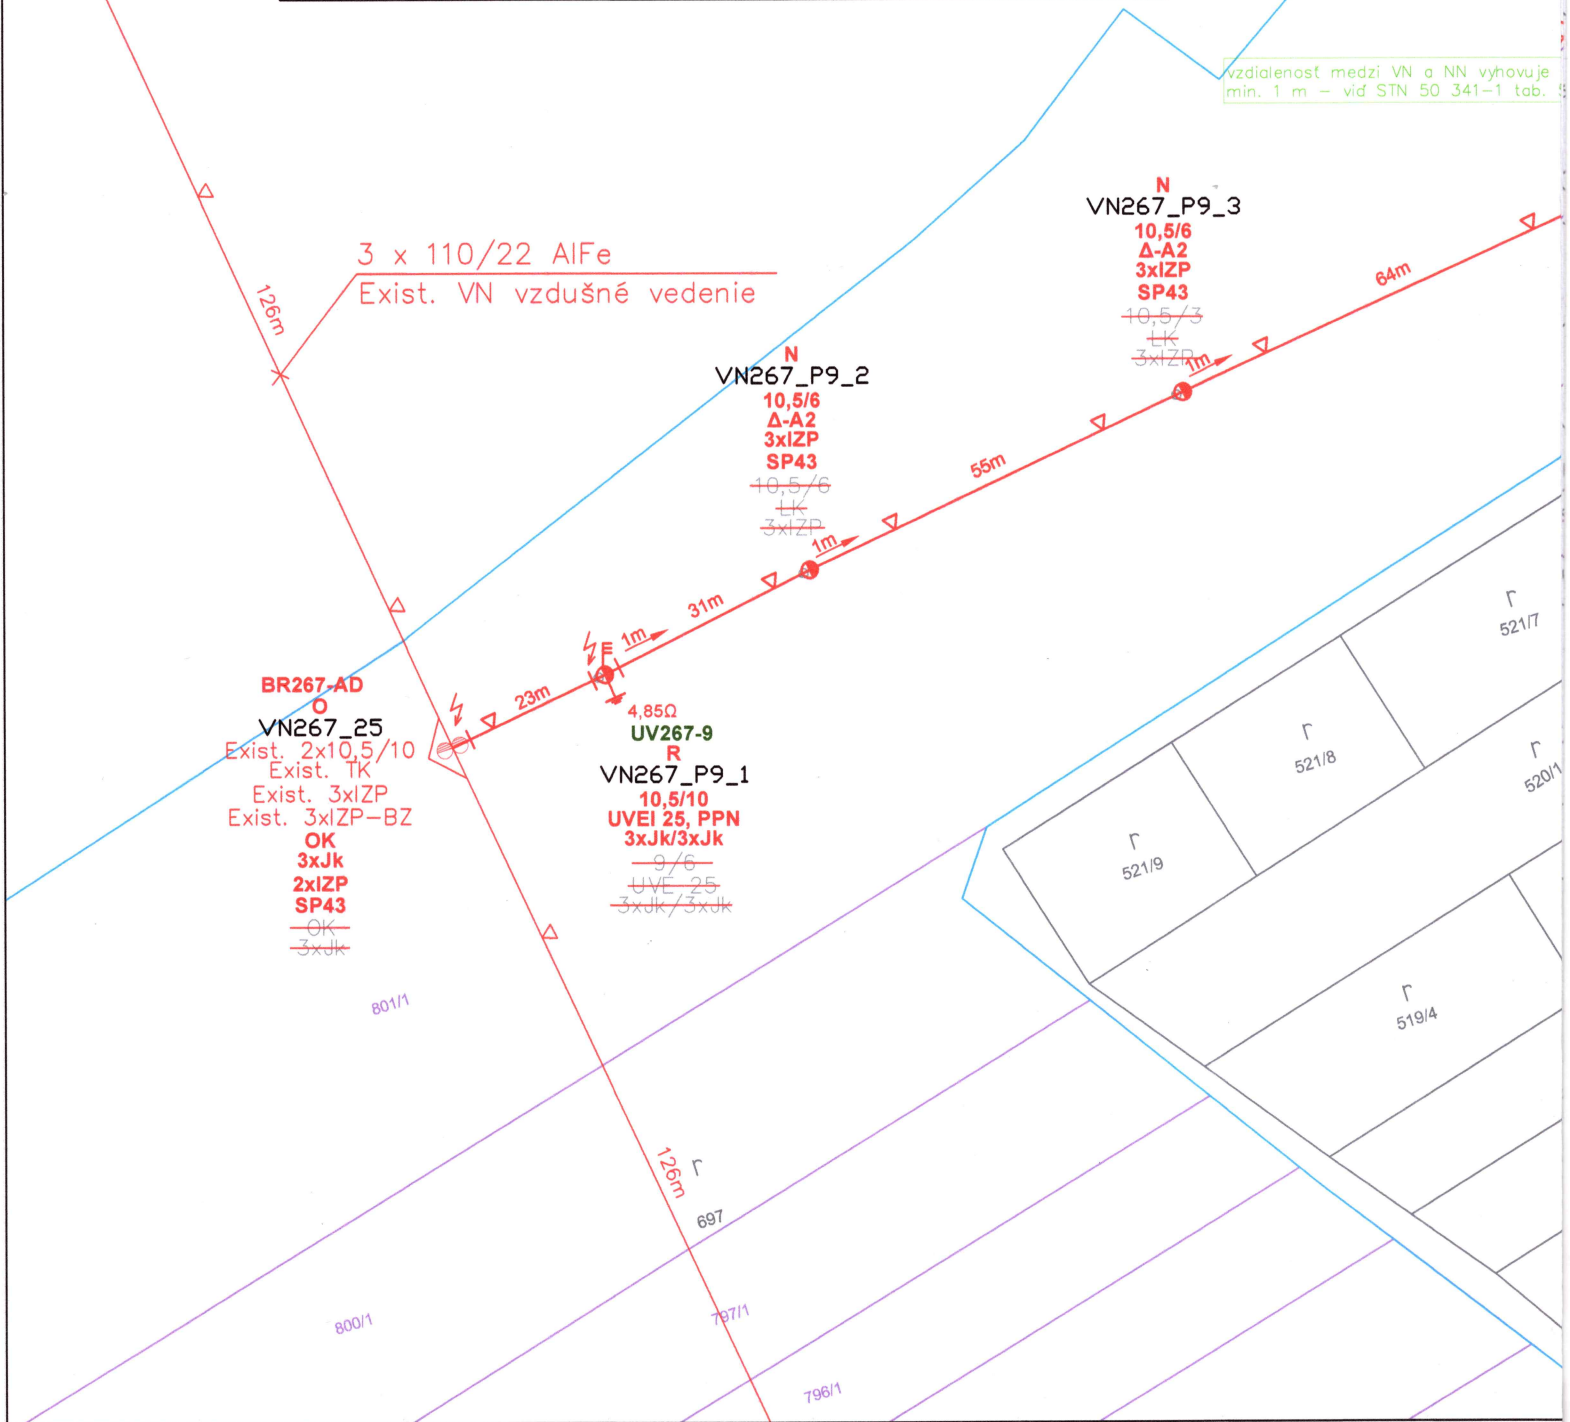 vzdialenosť medzi VN a NN vyhovuje
min. 1 m – viď STN 50 341-1 tab.
N
VN267_P9_3
10,5/6
Δ-A2
3xIZP
SP43
10,5/3
LK
3xIZP
1m
64m
3 x 110/22 AlFe
Exist. VN vzdušné vedenie
126m
N
VN267_P9_2
10,5/6
Δ-A2
3xIZP
SP43
10,5/6
LK
3xIZP
1m
55m
31m
1m
E
23m
4,85Ω
UV267-9
R
VN267_P9_1
10,5/10
UVEI 25, PPN
3xJk/3xJk
9/6
UVE 25
3xJk/3xJk
BR267-AD
O
VN267_25
Exist. 2x10,5/10
Exist. TK
Exist. 3xIZP
Exist. 3xIZP-BZ
OK
3xJk
2xIZP
SP43
OK
3xJk
r
521/7
r
521/8
r
520/1
r
521/9
r
519/4
801/1
126m
r
697
800/1
797/1
796/1